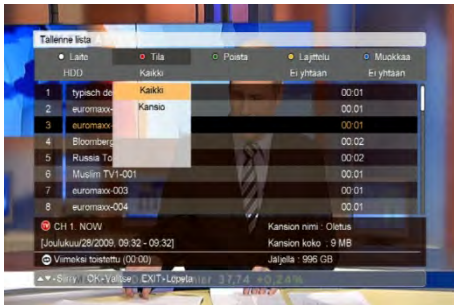 Tallenne lista
Laite Tila Poista Lajittelu Muokkaa
HDD Kaikki Ei yhtään Ei yhtään
Kaikki
Kansio
1 typisch de 00:01
2 euromaxx- 00:01
3 euromaxx- 00:01
4 Bloomberg 00:02
5 Russia To 00:02
6 Muslim TV1-001 00:01
7 euromaxx-003 00:01
8 euromaxx-004 00:01
CH 1. NOW Kansion nimi : Oletus
[Joulukuu/28/2009, 09:32 - 09:32] Kansion koko : 9 MB
Viimeksi toistettu (00:00) Jäljellä : 996 GB
▲▼-Siirry OK-Valitse EXIT-Lopeta 37,74 +0,24%